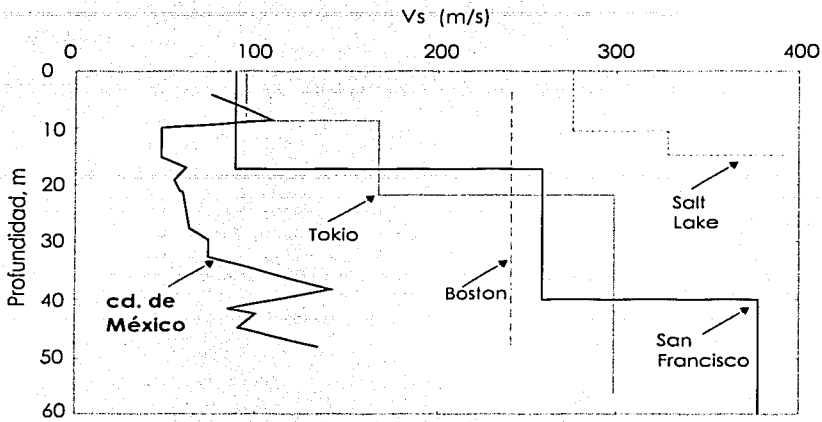 Vs (m/s)
0 100 200 300 400
0
10
20
30
40
50
60
Profundidad, m
Tokio
cd. de
México
Boston
Salt
Lake
San
Francisco